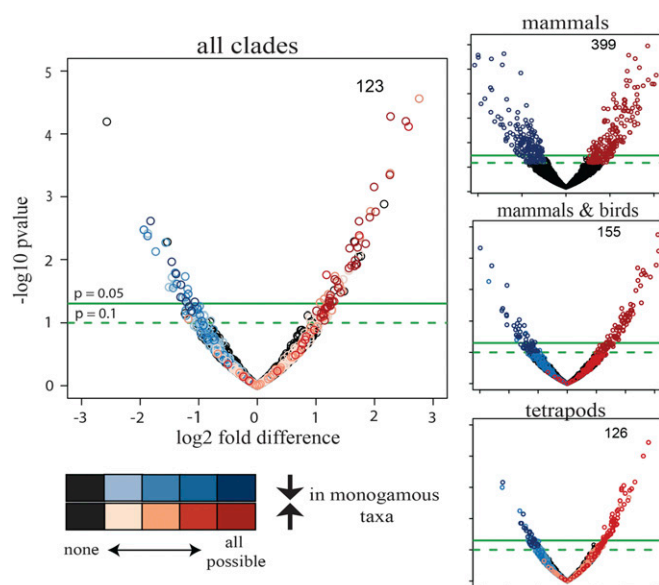 all clades
123
5
4
3
2
1
0
-log10 pvalue
p = 0.05
p = 0.1
-3 -2 -1 0 1 2 3
log2 fold difference
mammals
399
mammals & birds
155
tetrapods
126
in monogamous
taxa
none
all
possible